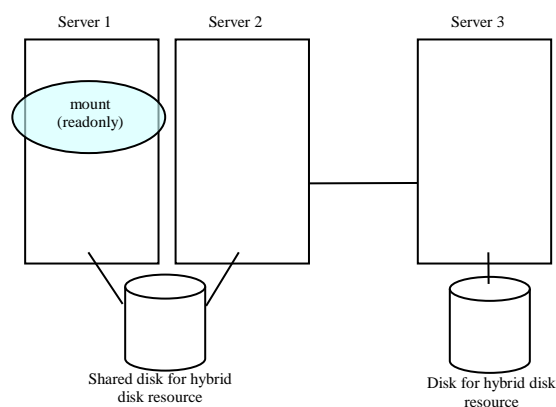 Server 1
Server 2
Server 3
mount
(readonly)
Shared disk for hybrid
disk resource
Disk for hybrid disk
resource